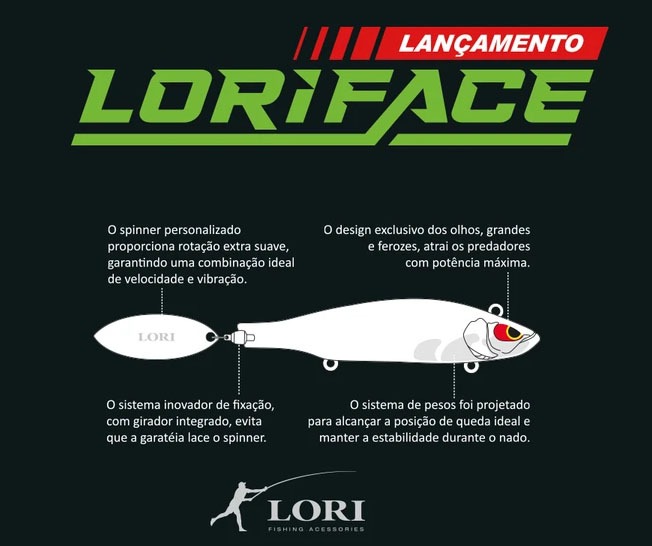 LANÇAMENTO
LORIFACE
O spinner personalizado
proporciona rotação extra suave,
garantindo uma combinação ideal
de velocidade e vibração.
O design exclusivo dos olhos, grandes
e ferozes, atrai os predadores
com potência máxima.
LORI
O sistema inovador de fixação,
com girador integrado, evita
que a garatéia lace o spinner.
O sistema de pesos foi projetado
para alcançar a posição de queda ideal e
manter a estabilidade durante o nado.
LORI
FISHING.ACESSORIES